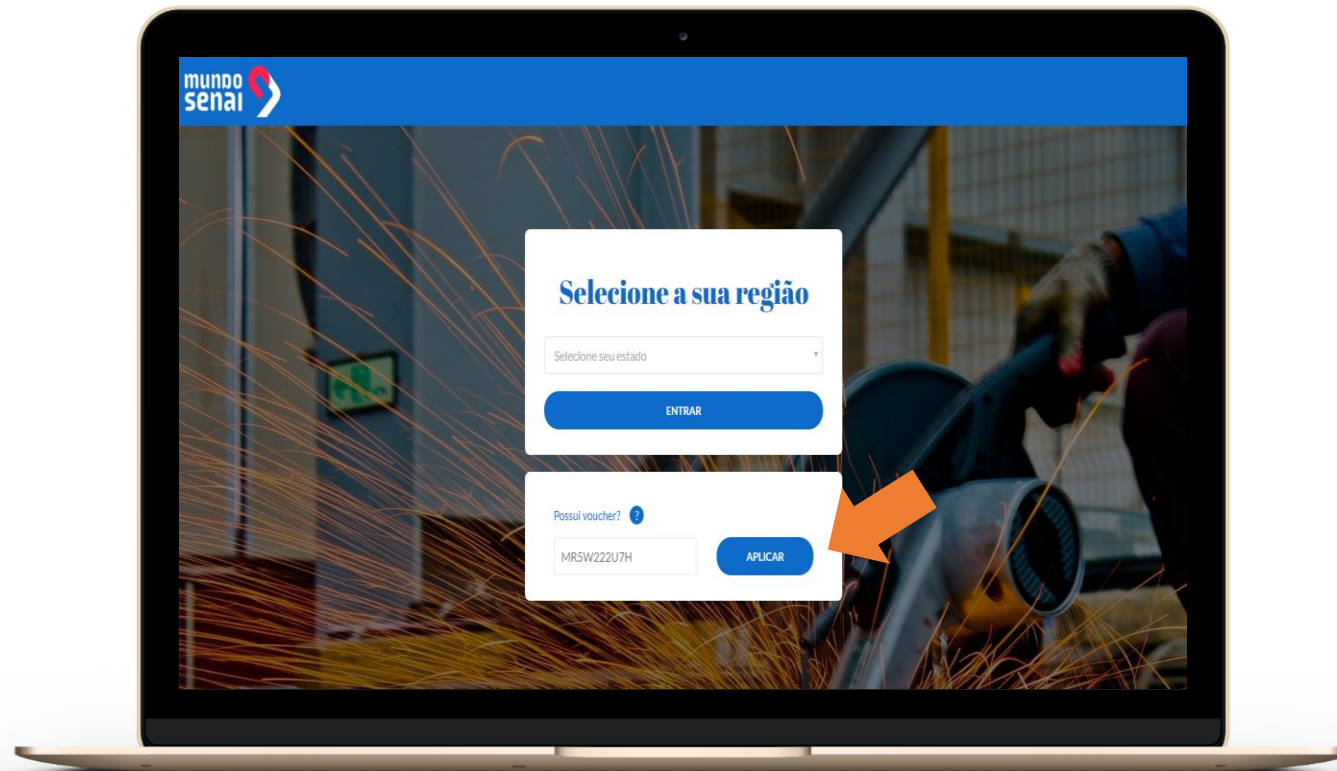 mundo
senai
Selecione a sua região
Selecione seu estado
ENTRAR
Possui voucher? ?
MR5W222U7H APLICAR